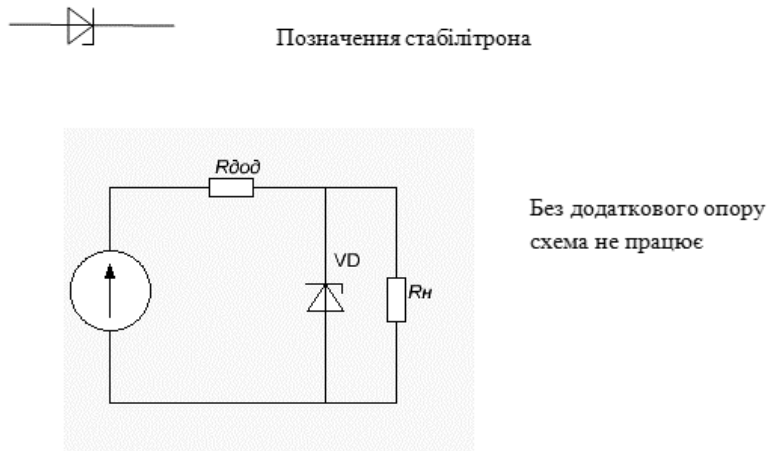 Позначення стабілітрона
Rдод
Без додаткового опору
схема не працює
VD
Rн